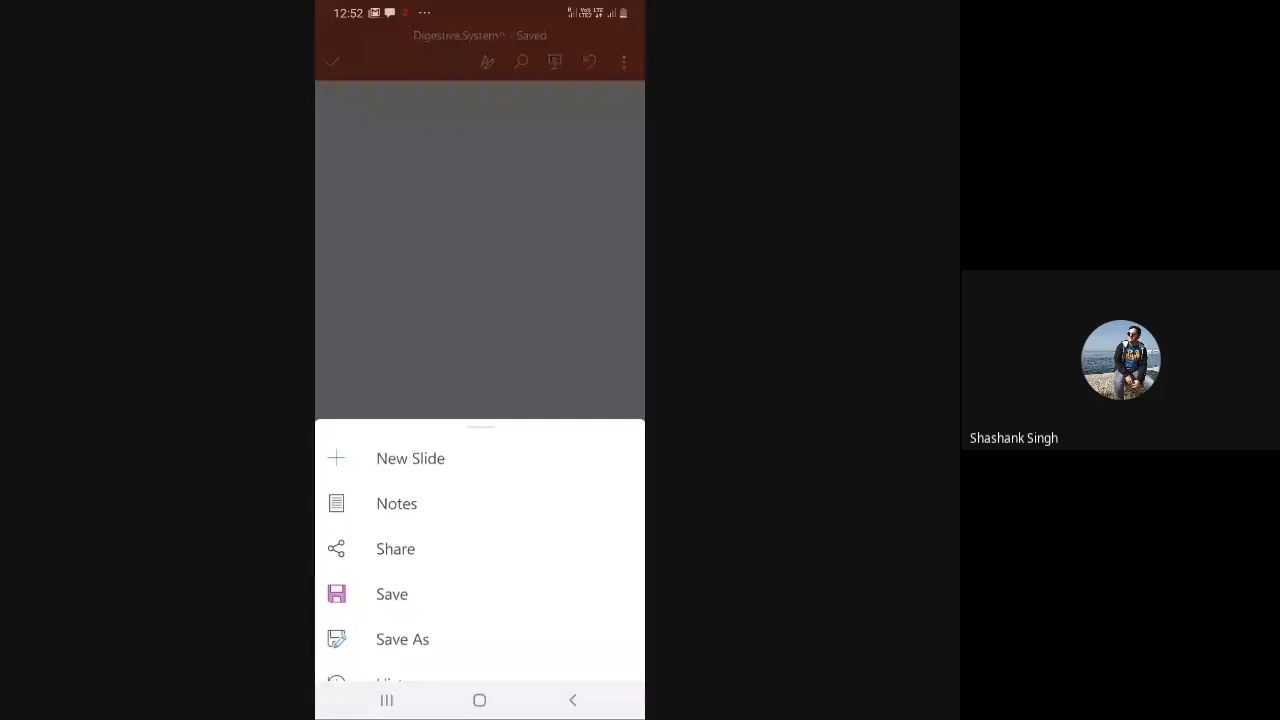 12:52
Digestive.System^ - Saved
New Slide
Notes
Share
Save
Save As
Shashank Singh